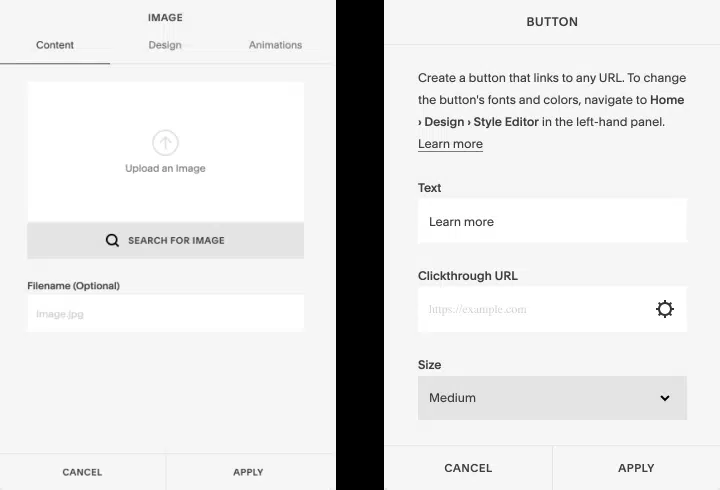 IMAGE
Content Design Animations
Upload an Image
SEARCH FOR IMAGE
Filename (Optional)
Image.jpg
CANCEL APPLY
BUTTON
Create a button that links to any URL. To change
the button's fonts and colors, navigate to Home
› Design › Style Editor in the left-hand panel.
Learn more
Text
Learn more
Clickthrough URL
https://example.com
Size
Medium
CANCEL APPLY